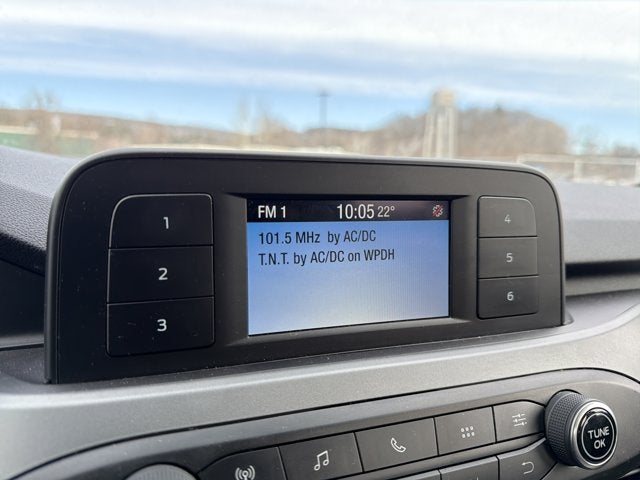 FM 1 10:05 22°
101.5 MHz by AC/DC
T.N.T. by AC/DC on WPDH
1
2
3
4
5
6
TUNE
OK